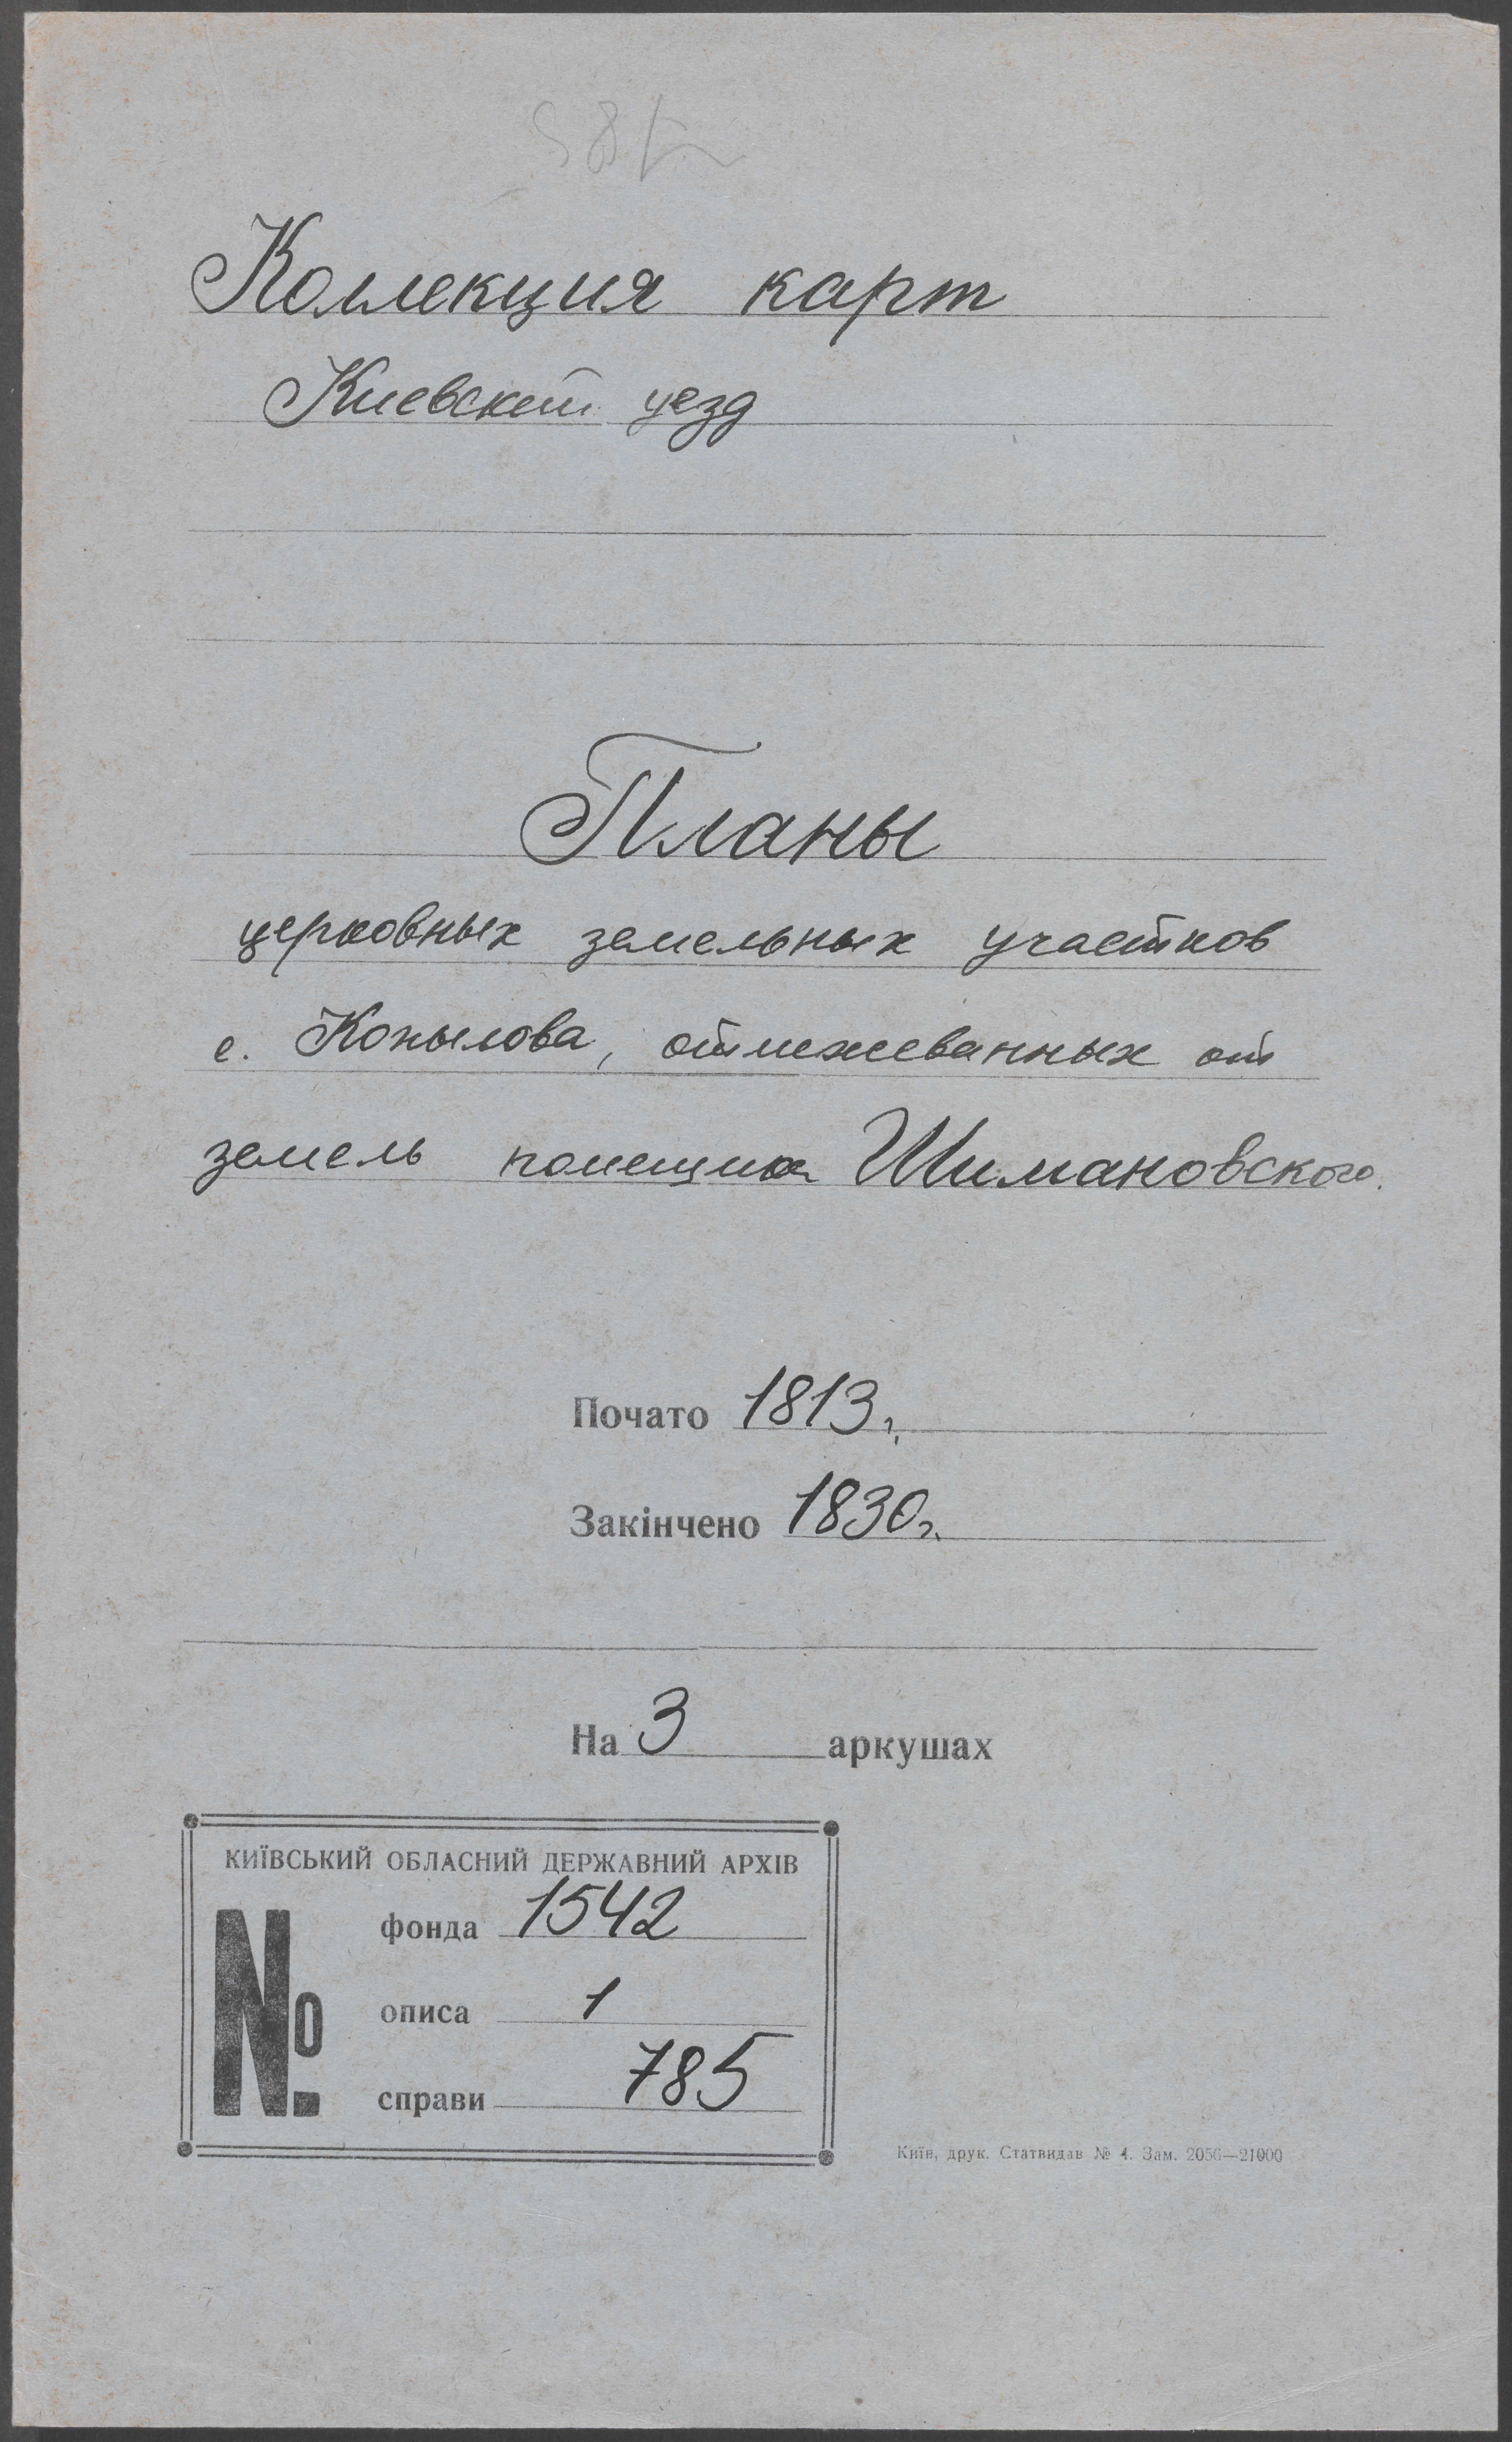 Коллекция карт
Киевский уезд
Планы
церковных земельных участков
с. Копылова, отмежеванных от
земель помещика Шимановского.
Почато 1813 г.
Закінчено 1830 г.
На 3 аркушах
КИЇВСЬКИЙ ОБЛАСНИЙ ДЕРЖАВНИЙ АРХІВ
№ фонда 1542
описа 1
справи 785
Київ, друк. Статвидав № 4. Зам. 2056—21000